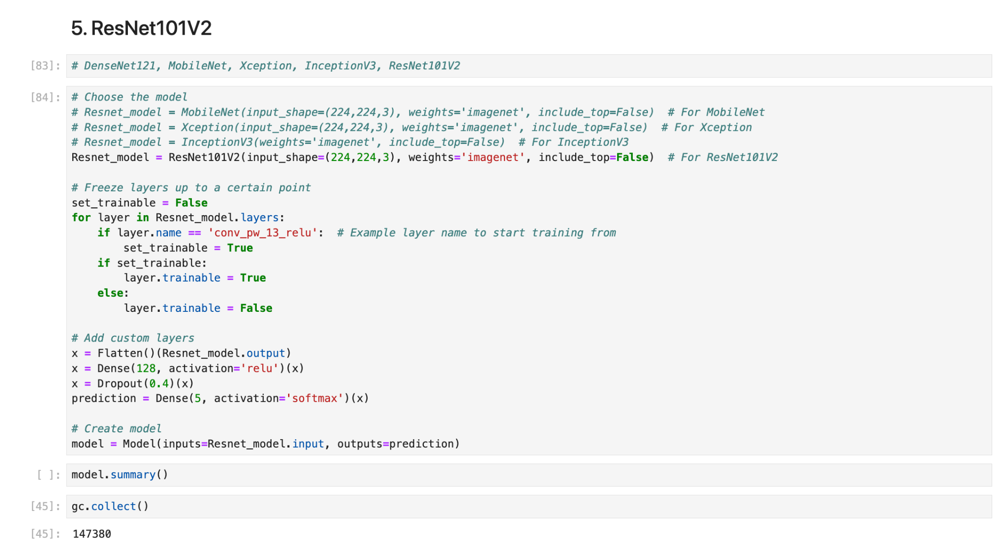 5. ResNet101V2
[83]: # DenseNet121, MobileNet, Xception, InceptionV3, ResNet101V2
[84]: # Choose the model
# Resnet_model = MobileNet(input_shape=(224,224,3), weights='imagenet', include_top=False)  # For MobileNet
# Resnet_model = Xception(input_shape=(224,224,3), weights='imagenet', include_top=False)  # For Xception
# Resnet_model = InceptionV3(weights='imagenet', include_top=False)  # For InceptionV3
Resnet_model = ResNet101V2(input_shape=(224,224,3), weights='imagenet', include_top=False)  # For ResNet101V2
# Freeze layers up to a certain point
set_trainable = False
for layer in Resnet_model.layers:
    if layer.name == 'conv_pw_13_relu':  # Example layer name to start training from
        set_trainable = True
    if set_trainable:
        layer.trainable = True
    else:
        layer.trainable = False
# Add custom layers
x = Flatten()(Resnet_model.output)
x = Dense(128, activation='relu')(x)
x = Dropout(0.4)(x)
prediction = Dense(5, activation='softmax')(x)
# Create model
model = Model(inputs=Resnet_model.input, outputs=prediction)
[ ]: model.summary()
[45]: gc.collect()
[45]: 147380